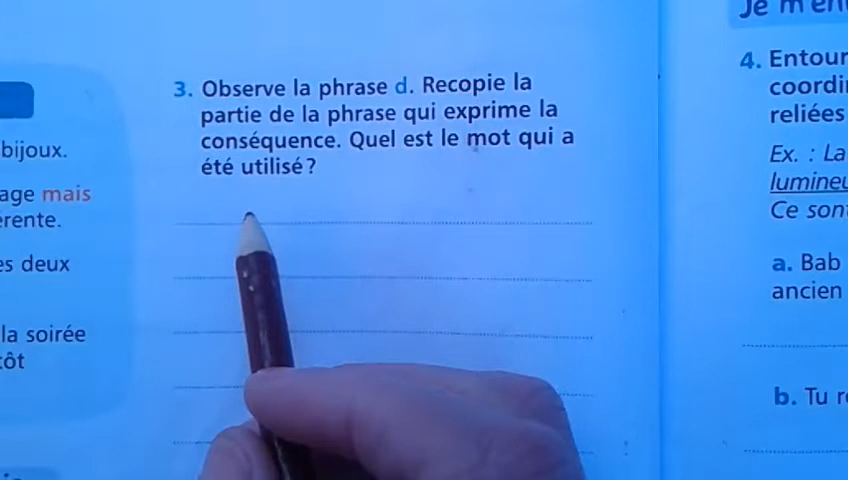 bijoux.
age mais
rente.
es deux
la soirée
tôt
3. Observe la phrase d. Recopie la
partie de la phrase qui exprime la
conséquence. Quel est le mot qui a
été utilisé ?
Je m'en
4. Entour
coordi
reliées
Ex. : La
lumineu
Ce son
a. Bab
ancien
b. Tu r